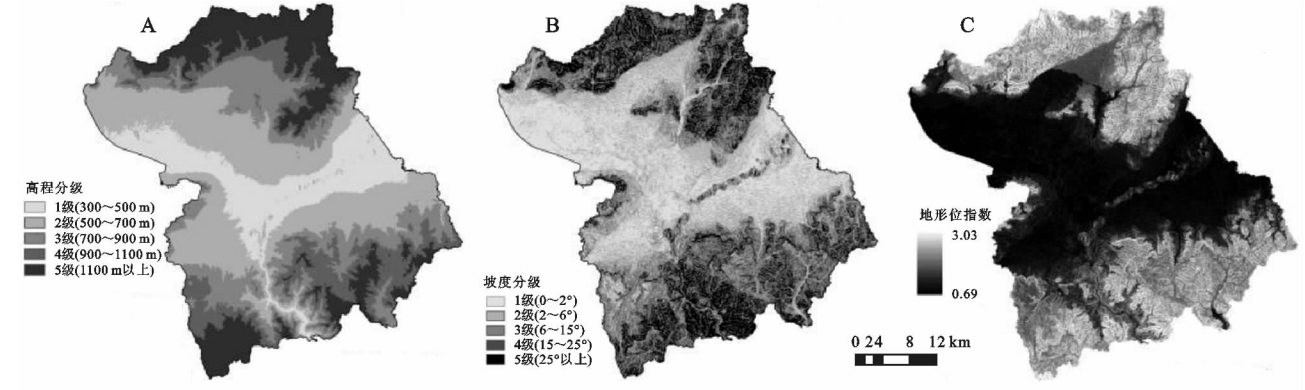 A
B
C
高程分级
1级(300～500 m)
2级(500～700 m)
3级(700～900 m)
4级(900～1100 m)
5级(1100 m以上)
坡度分级
1级(0～2°)
2级(2～6°)
3级(6～15°)
4级(15～25°)
5级(25°以上)
地形位指数
3.03
0.69
0 2 4 8 12 km